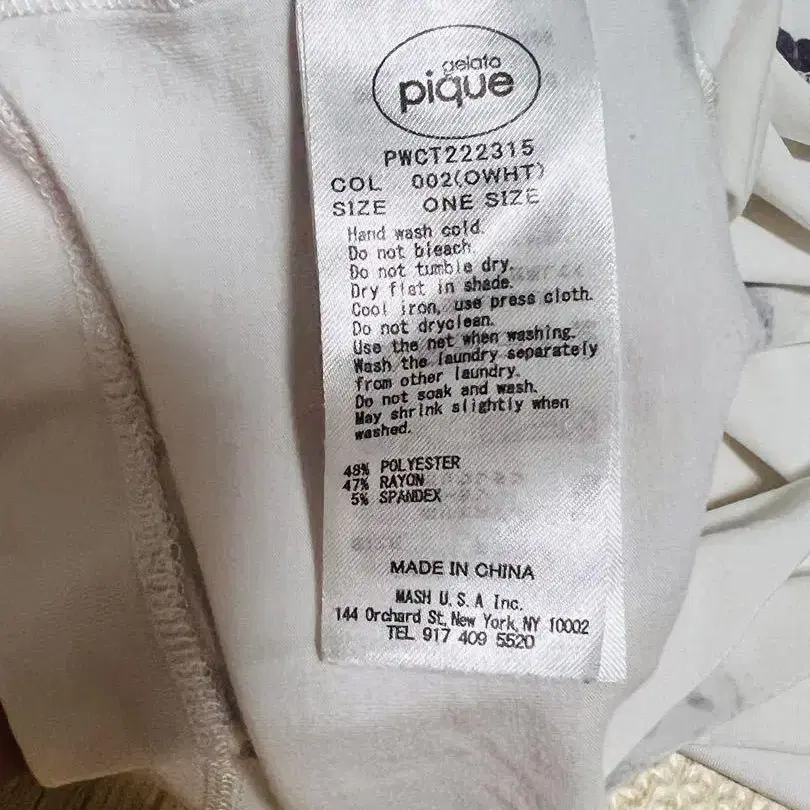 gelato
pique
PWCT222315
COL 002(OWHT)
SIZE ONE SIZE
Hand wash cold.
Do not bleach.
Do not tumble dry.
Dry flat in shade.
Cool iron, use press cloth.
Do not dryclean.
Use the net when washing.
Wash the laundry separately
from other laundry.
Do not soak and wash.
May shrink slightly when
washed.
48% POLYESTER
47% RAYON
5% SPANDEX
MADE IN CHINA
MASH U.S.A Inc.
144 Orchard St, New York, NY 10002
TEL 917 409 5520